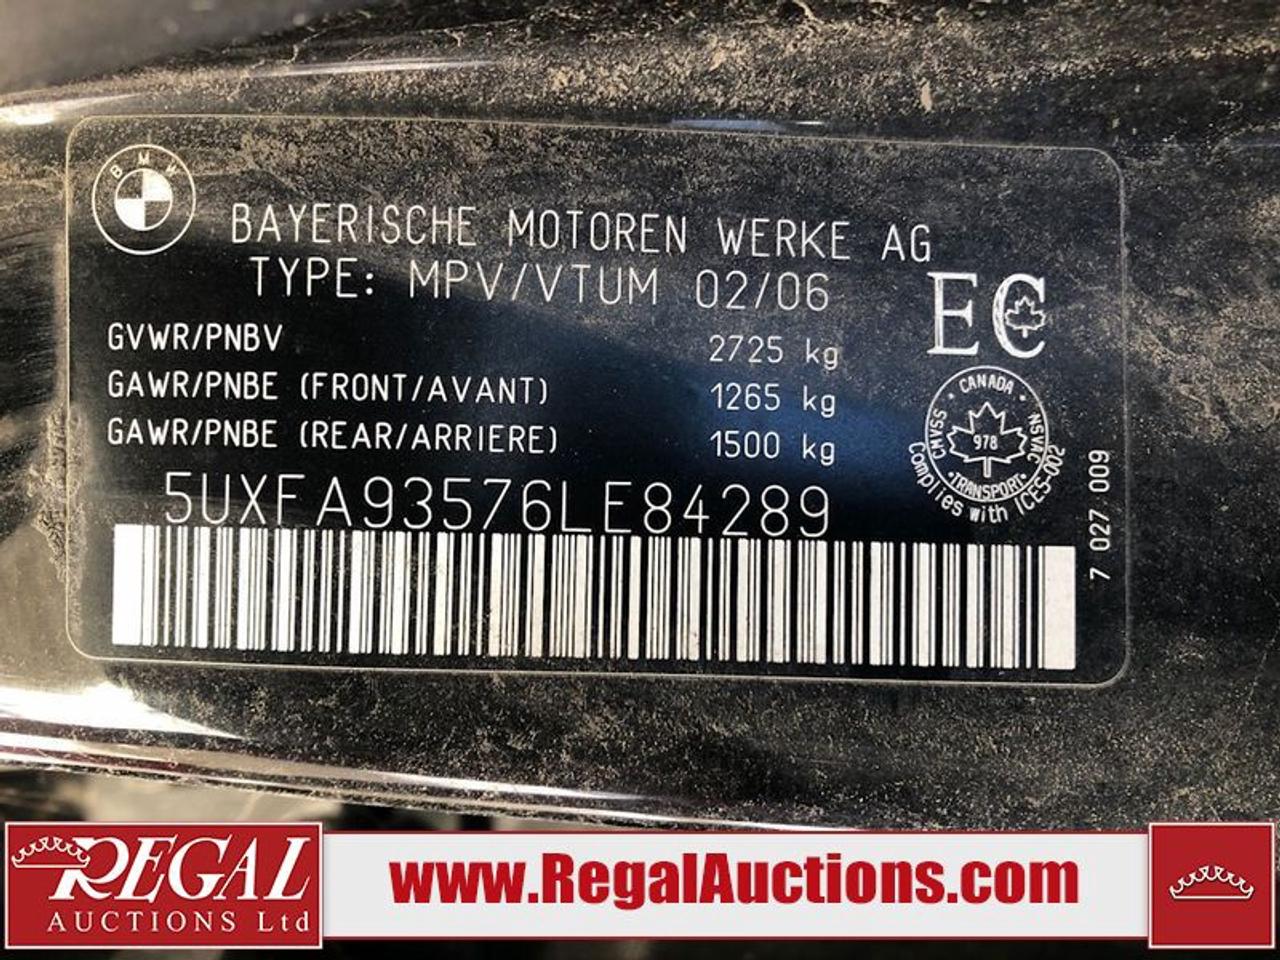 BMW
BAYERISCHE MOTOREN WERKE AG
TYPE: MPV/VTUM 02/06
EC
GVWR/PNBV 2725 kg
GAWR/PNBE (FRONT/AVANT) 1265 kg
GAWR/PNBE (REAR/ARRIERE) 1500 kg
CANADA
CMVSS
NSVAC
978
TRANSPORT
Complies with ICES-002
5UXFA93576LE84289
7 027 009
REGAL
AUCTIONS Ltd
www.RegalAuctions.com